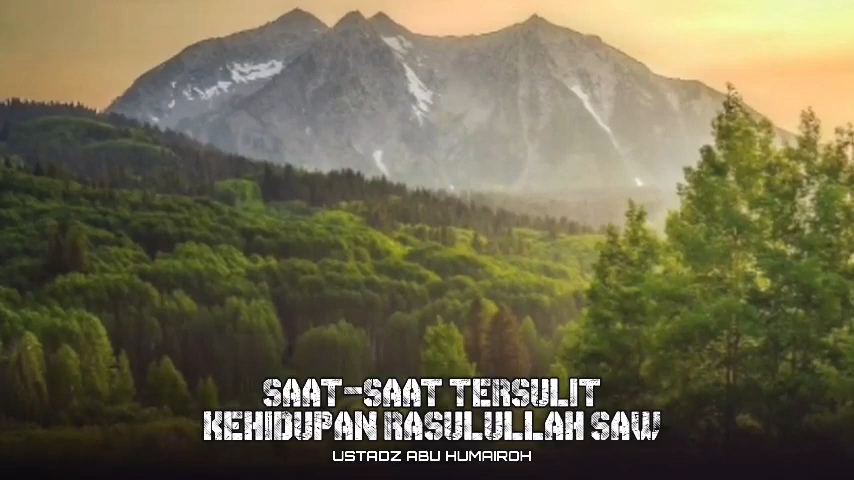 SAAT-SAAT TERSULIT
KEHIDUPAN RASULULLAH SAW
USTADZ ABU HUMAIROH